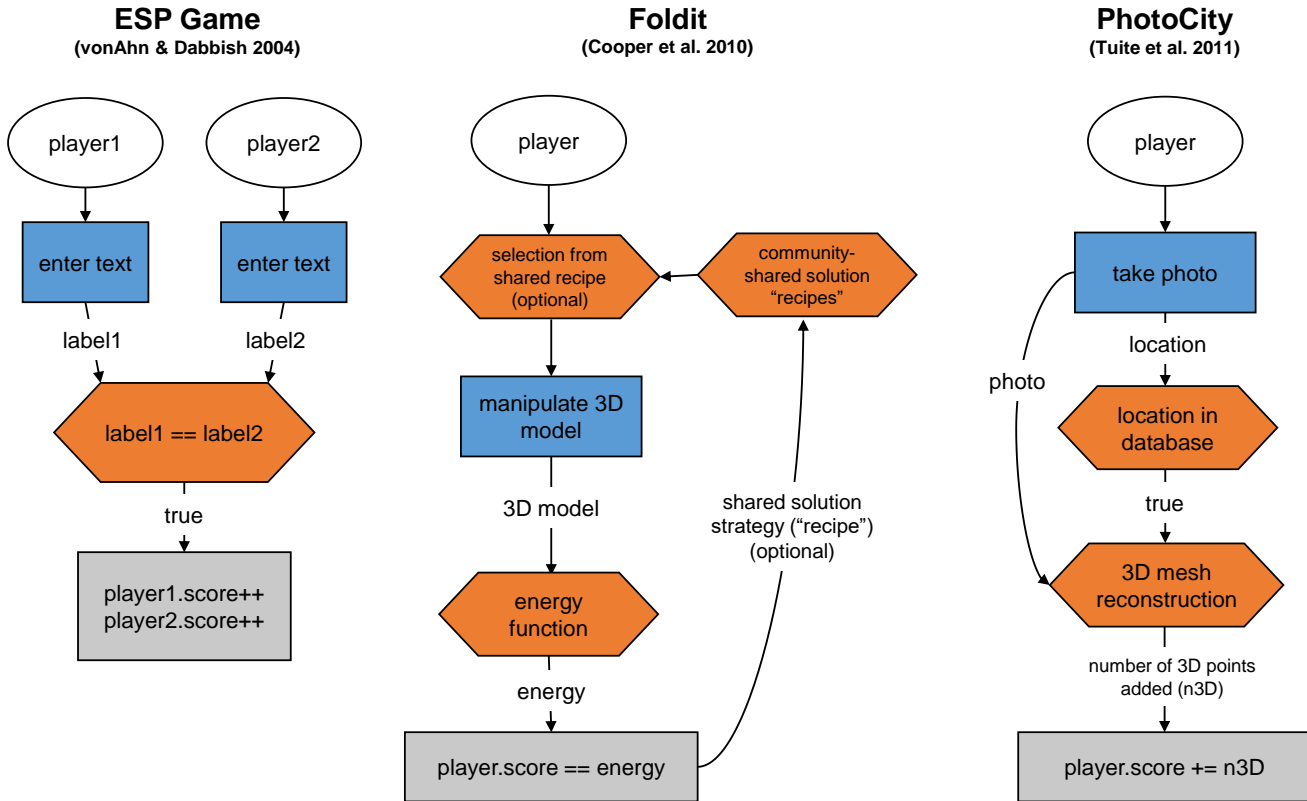 ESP Game
(vonAhn & Dabbish 2004)
player1
player2
enter text
enter text
label1
label2
label1 == label2
true
player1.score++
player2.score++
Foldit
(Cooper et al. 2010)
player
selection from
shared recipe
(optional)
community-
shared solution
“recipes”
manipulate 3D
model
3D model
shared solution
strategy (“recipe”)
(optional)
energy
function
energy
player.score == energy
PhotoCity
(Tuite et al. 2011)
player
take photo
location
photo
location in
database
true
3D mesh
reconstruction
number of 3D points
added (n3D)
player.score += n3D